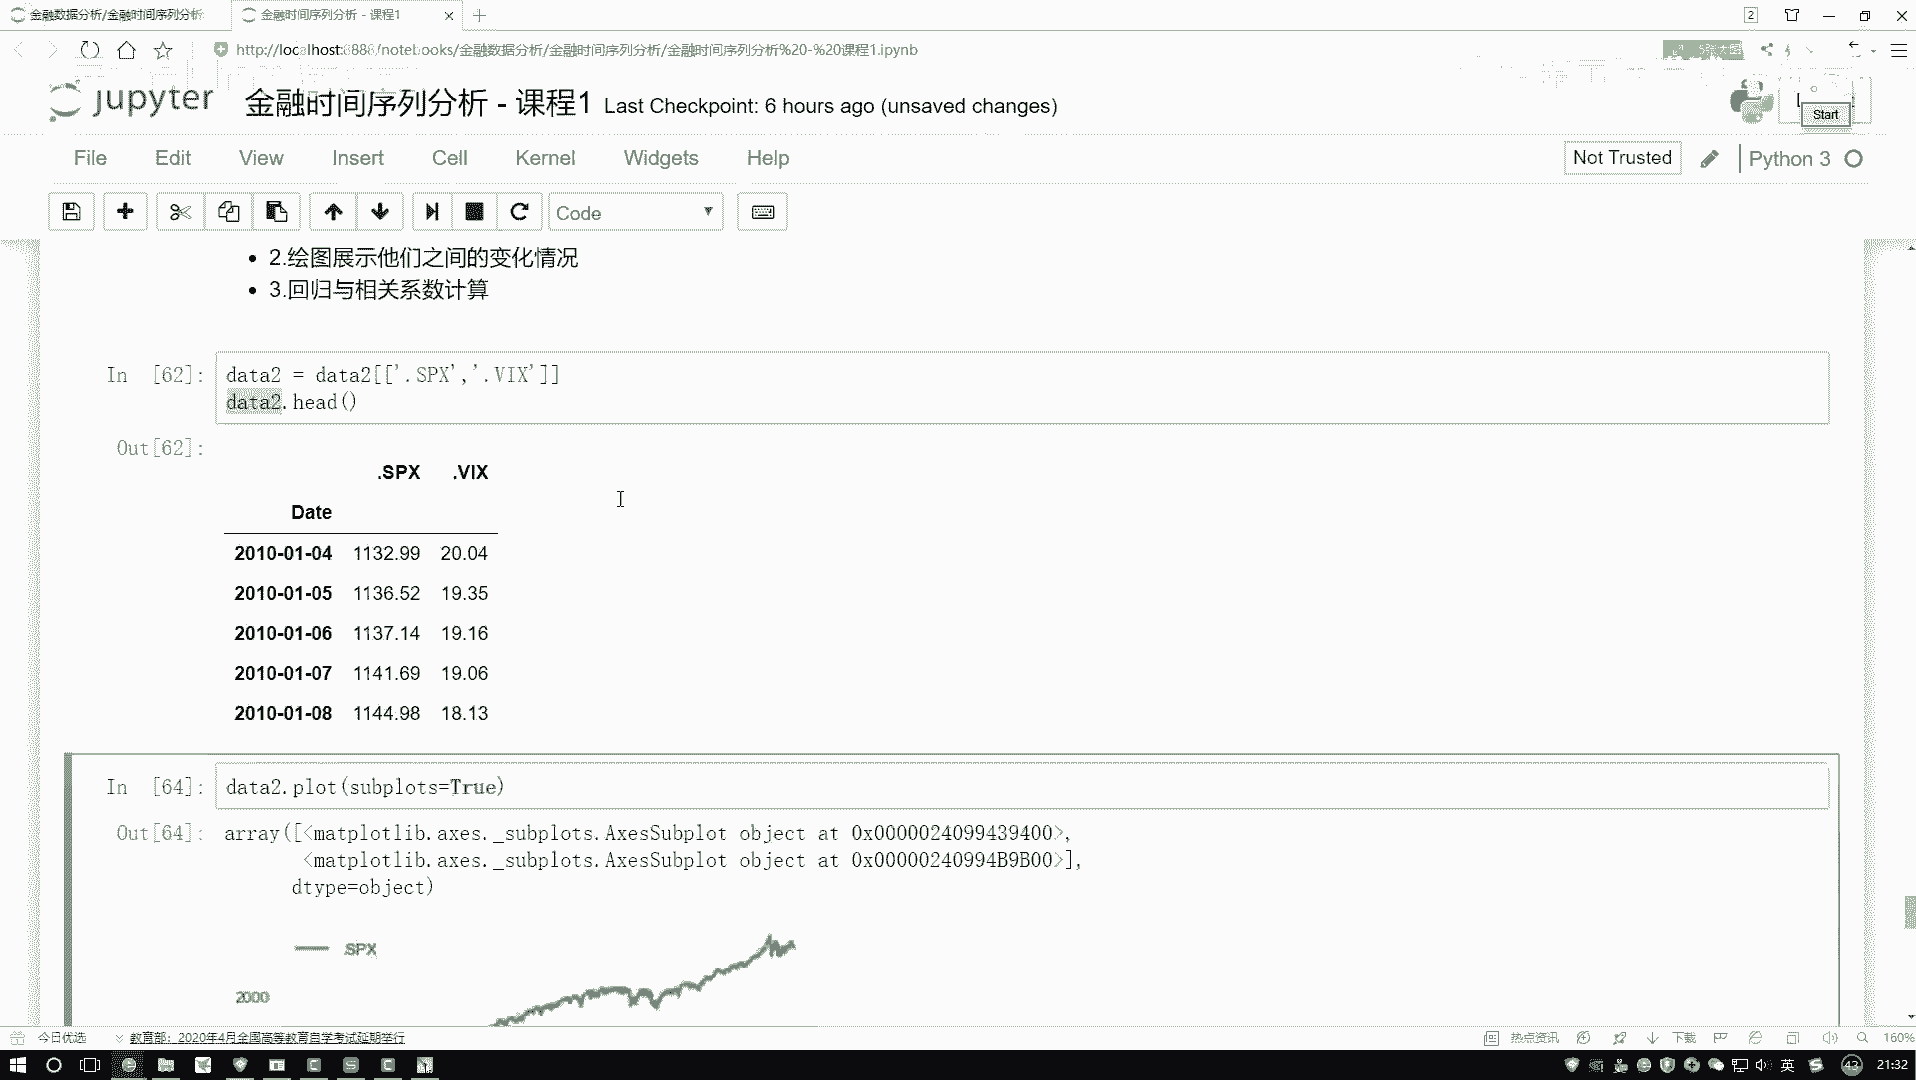 金融数据分析/金融时间序列分析
金融时间序列分析 - 课程1
2
http://localhost:8888/notebooks/金融数据分析/金融时间序列分析/金融时间序列分析%20-%20课程1.ipynb
jupyter
金融时间序列分析 - 课程1
Last Checkpoint: 6 hours ago (unsaved changes)
Start
File Edit View Insert Cell Kernel Widgets Help
Not Trusted
Python 3
Code
2.绘图展示他们之间的变化情况
3.回归与相关系数计算
In [62]: data2 = data2[['.SPX','.VIX']]
data2.head()
Out[62]:
.SPX .VIX
Date
2010-01-04 1132.99 20.04
2010-01-05 1136.52 19.35
2010-01-06 1137.14 19.16
2010-01-07 1141.69 19.06
2010-01-08 1144.98 18.13
In [64]: data2.plot(subplots=True)
Out[64]: array([<matplotlib.axes._subplots.AxesSubplot object at 0x0000024099439400>,
<matplotlib.axes._subplots.AxesSubplot object at 0x00000240994B9B00>],
dtype=object)
.SPX
2000
今日优选
教育部：2020年4月全国高等教育自学考试延期举行
热点资讯
下载
160%
英
43
21:32